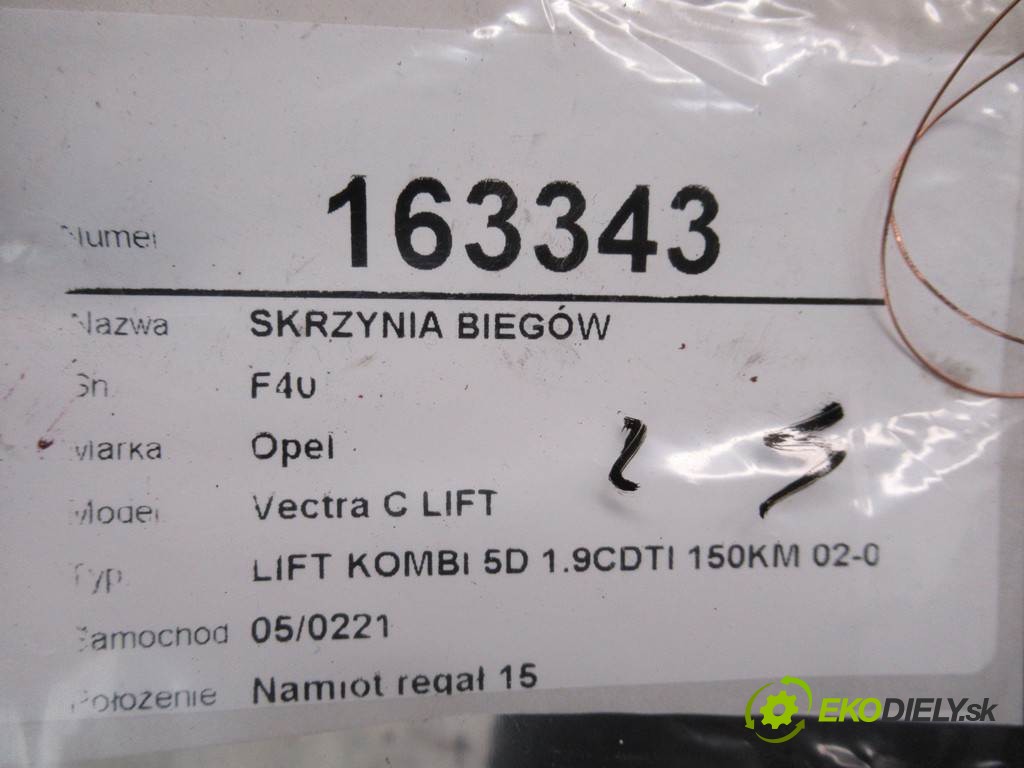 Numer 163343
Nazwa SKRZYNIA BIEGÓW
Sn F40
Marka Opel
Model Vectra C LIFT
Typ LIFT KOMBI 5D 1.9CDTI 150KM 02-0
Samochod 05/0221
Położenie Namiot regał 15
EKODIELY.sk